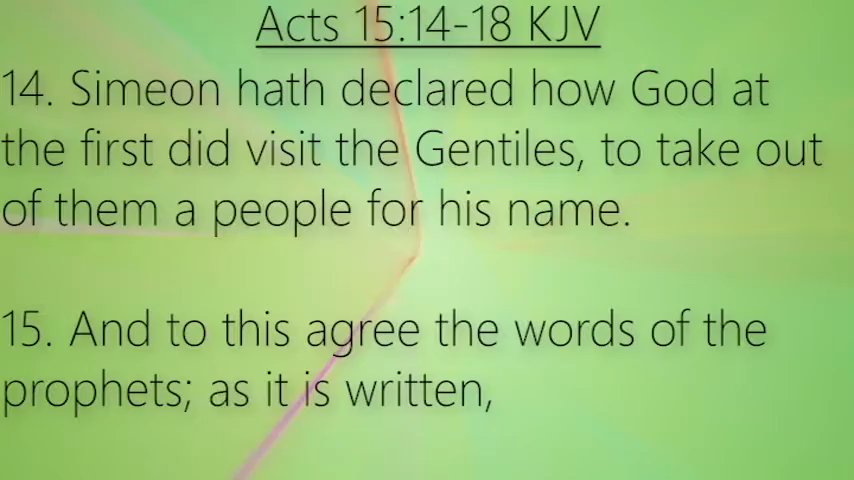 Acts 15:14-18 KJV
14. Simeon hath declared how God at
the first did visit the Gentiles, to take out
of them a people for his name.
15. And to this agree the words of the
prophets; as it is written,